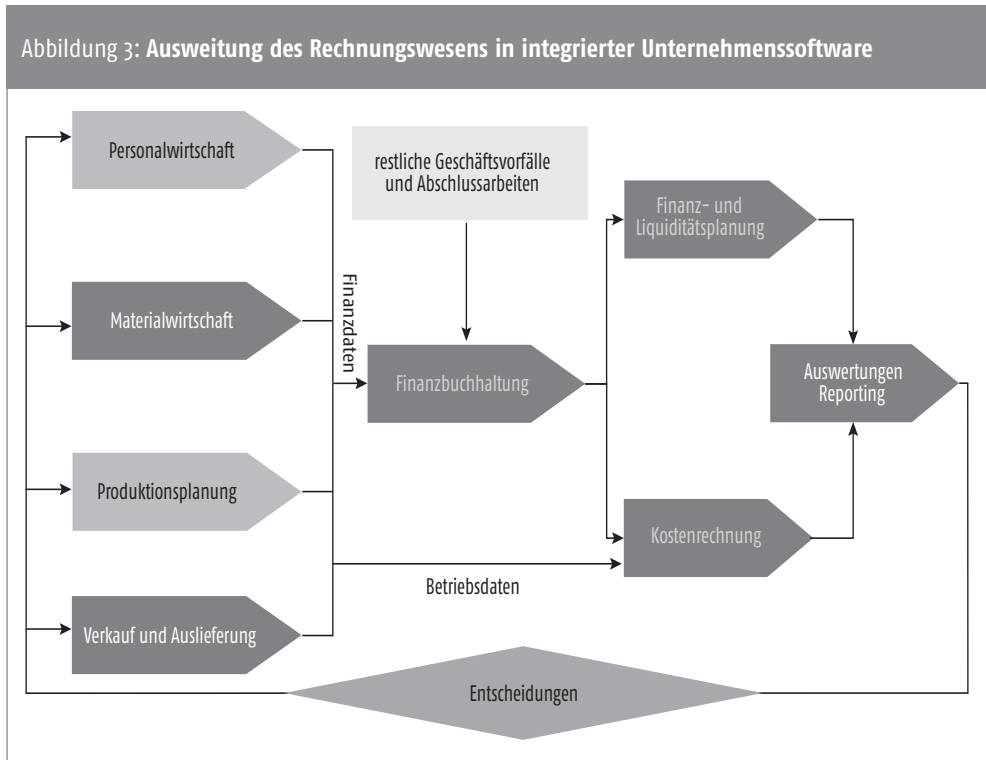 Abbildung 3: Ausweitung des Rechnungswesens in integrierter Unternehmenssoftware
Personalwirtschaft
restliche Geschäftsvorfälle
und Abschlussarbeiten
Finanz- und
Liquiditätsplanung
Materialwirtschaft
Finanzdaten
Finanzbuchhaltung
Auswertungen
Reporting
Produktionsplanung
Kostenrechnung
Betriebsdaten
Verkauf und Auslieferung
Entscheidungen